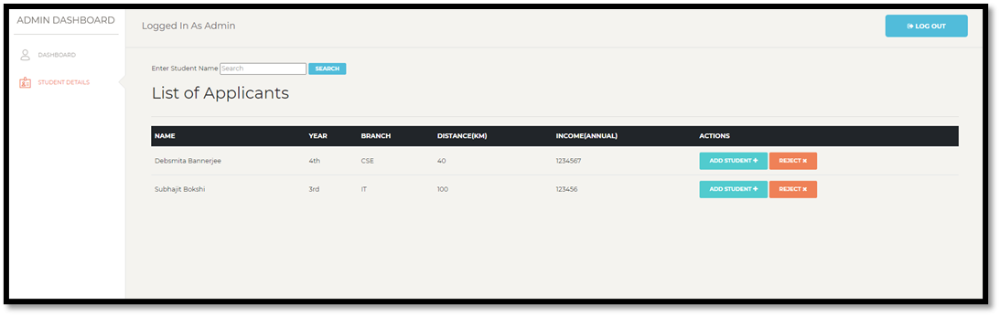 ADMIN DASHBOARD
Logged In As Admin
LOG OUT
DASHBOARD
STUDENT DETAILS
Enter Student Name Search SEARCH
List of Applicants
NAME YEAR BRANCH DISTANCE(KM) INCOME(ANNUAL) ACTIONS
Debsmita Bannerjee 4th CSE 40 1234567 ADD STUDENT REJECT
Subhajit Bokshi 3rd IT 100 123456 ADD STUDENT REJECT